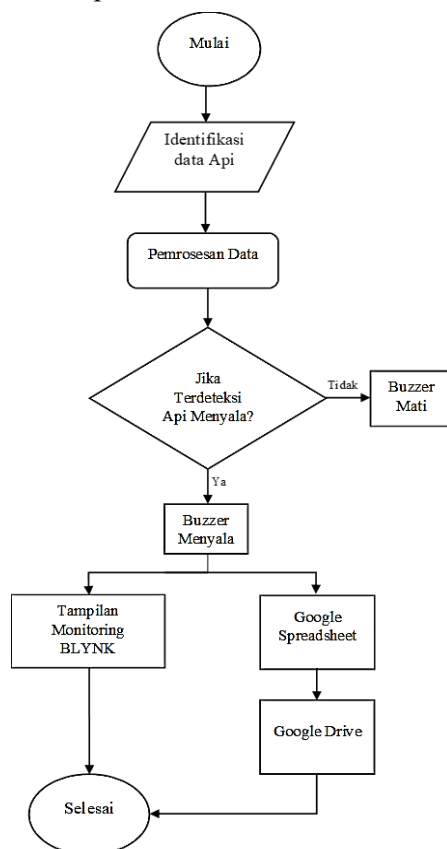 Mulai
Identifikasi
data Api
Pemrosesan Data
Jika
Terdeteksi
Api Menyala?
Tidak
Buzzer
Mati
Ya
Buzzer
Menyala
Tampilan
Monitoring
BLYNK
Google
Spreadsheet
Google Drive
Selesai